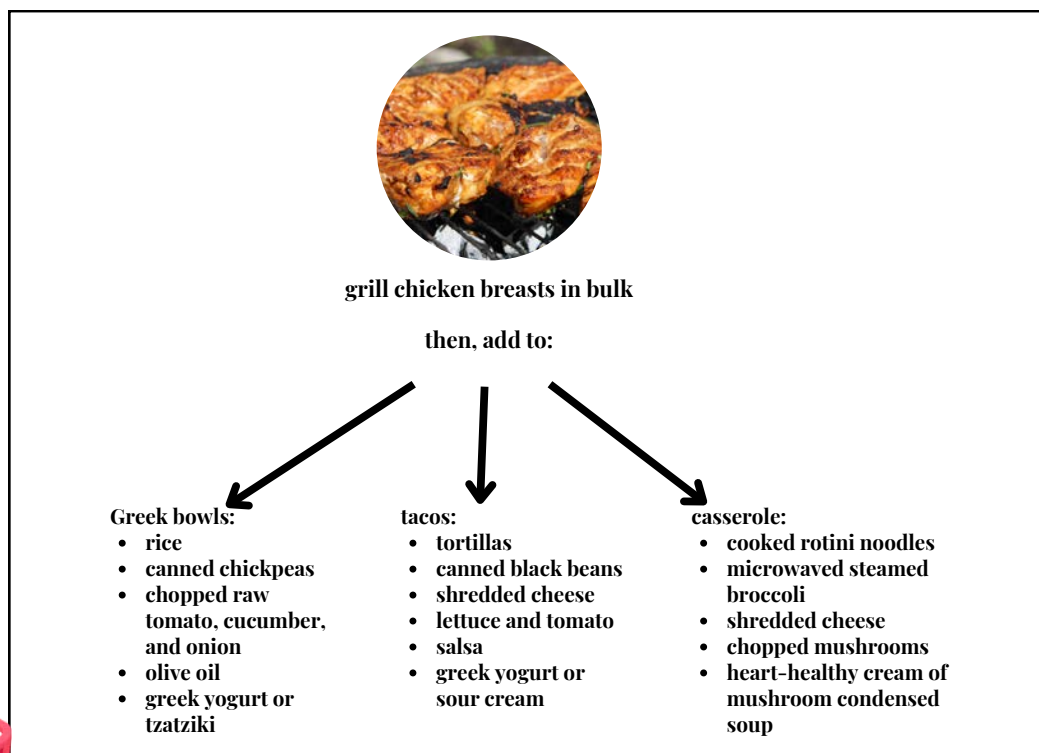 grill chicken breasts in bulk
then, add to:
Greek bowls:
• rice
• canned chickpeas
• chopped raw
tomato, cucumber,
and onion
• olive oil
• greek yogurt or
tzatziki
tacos:
• tortillas
• canned black beans
• shredded cheese
• lettuce and tomato
• salsa
• greek yogurt or
sour cream
casserole:
• cooked rotini noodles
• microwaved steamed
broccoli
• shredded cheese
• chopped mushrooms
• heart-healthy cream of
mushroom condensed
soup